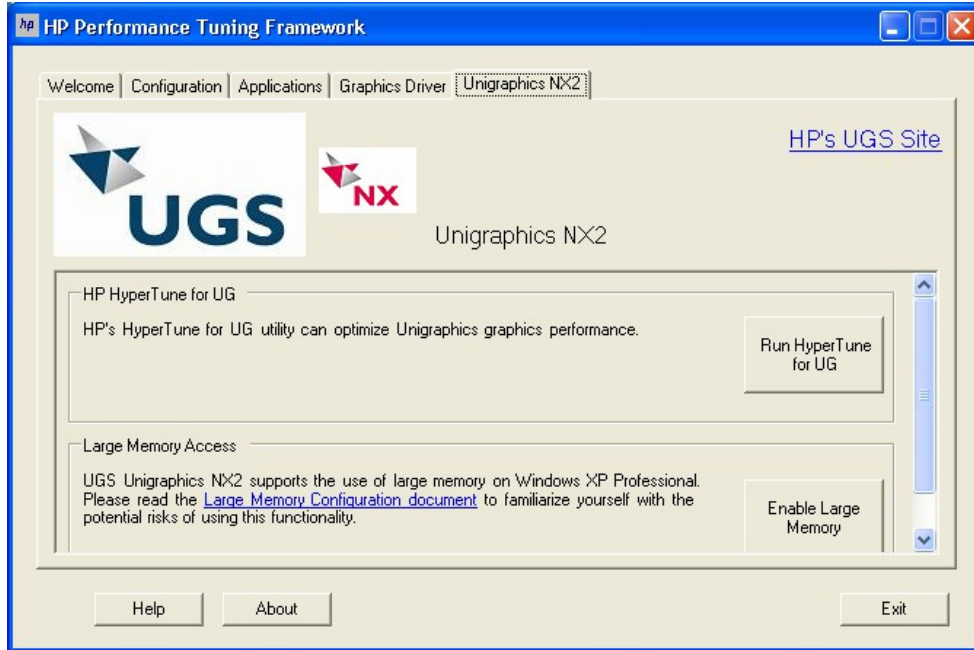 hp HP Performance Tuning Framework
Welcome Configuration Applications Graphics Driver Unigraphics NX2
HP's UGS Site
UGS
NX
Unigraphics NX2
HP HyperTune for UG
HP's HyperTune for UG utility can optimize Unigraphics graphics performance.
Run HyperTune
for UG
Large Memory Access
UGS Unigraphics NX2 supports the use of large memory on Windows XP Professional.
Please read the Large Memory Configuration document to familiarize yourself with the
potential risks of using this functionality.
Enable Large
Memory
Help About Exit